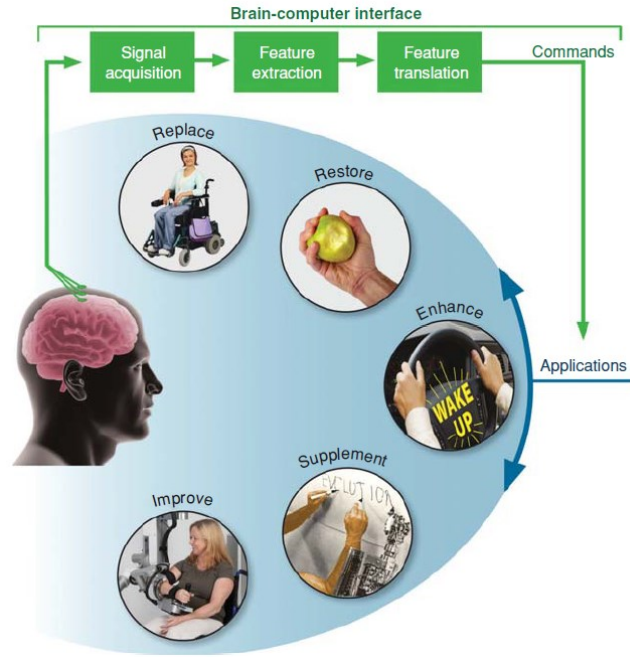 Brain-computer interface
Signal
acquisition
Feature
extraction
Feature
translation
Commands
Replace
Restore
Enhance
WAKE
UP
Applications
Supplement
Improve